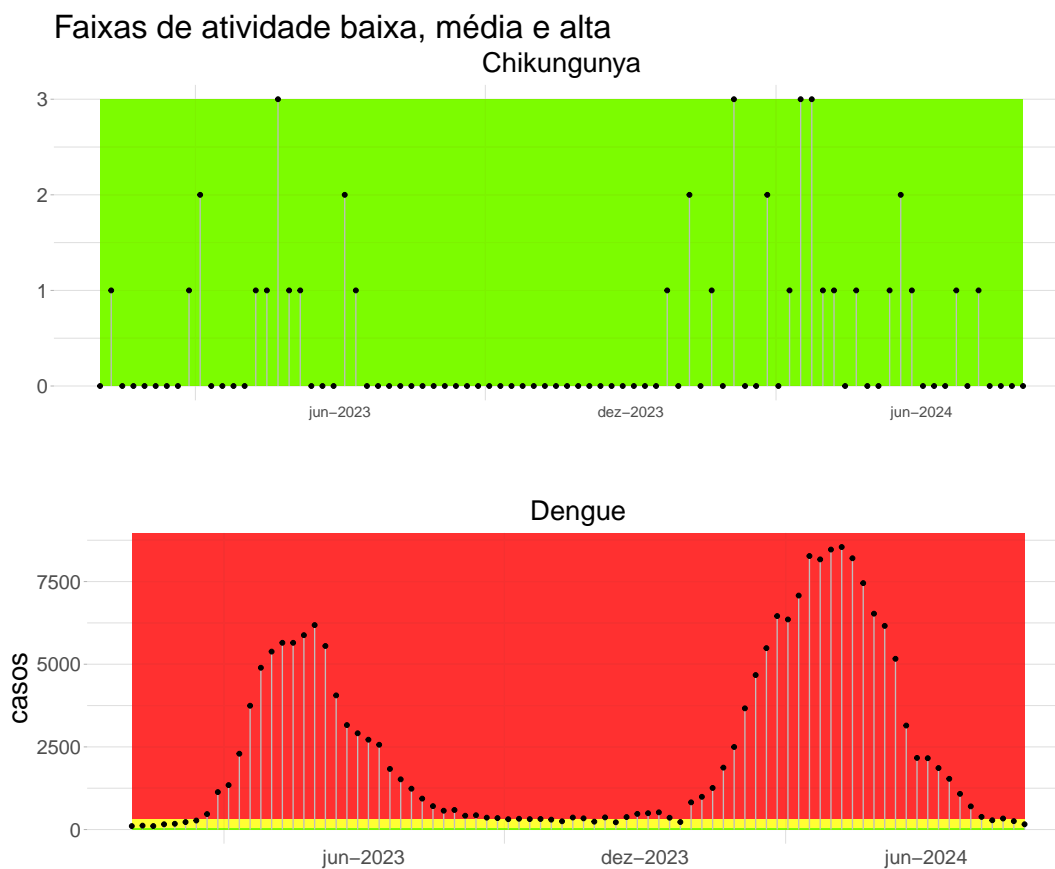 Faixas de atividade baixa, média e alta
Chikungunya
3
2
1
0
jun−2023
dez−2023
jun−2024
Dengue
casos
7500
5000
2500
0
jun−2023
dez−2023
jun−2024